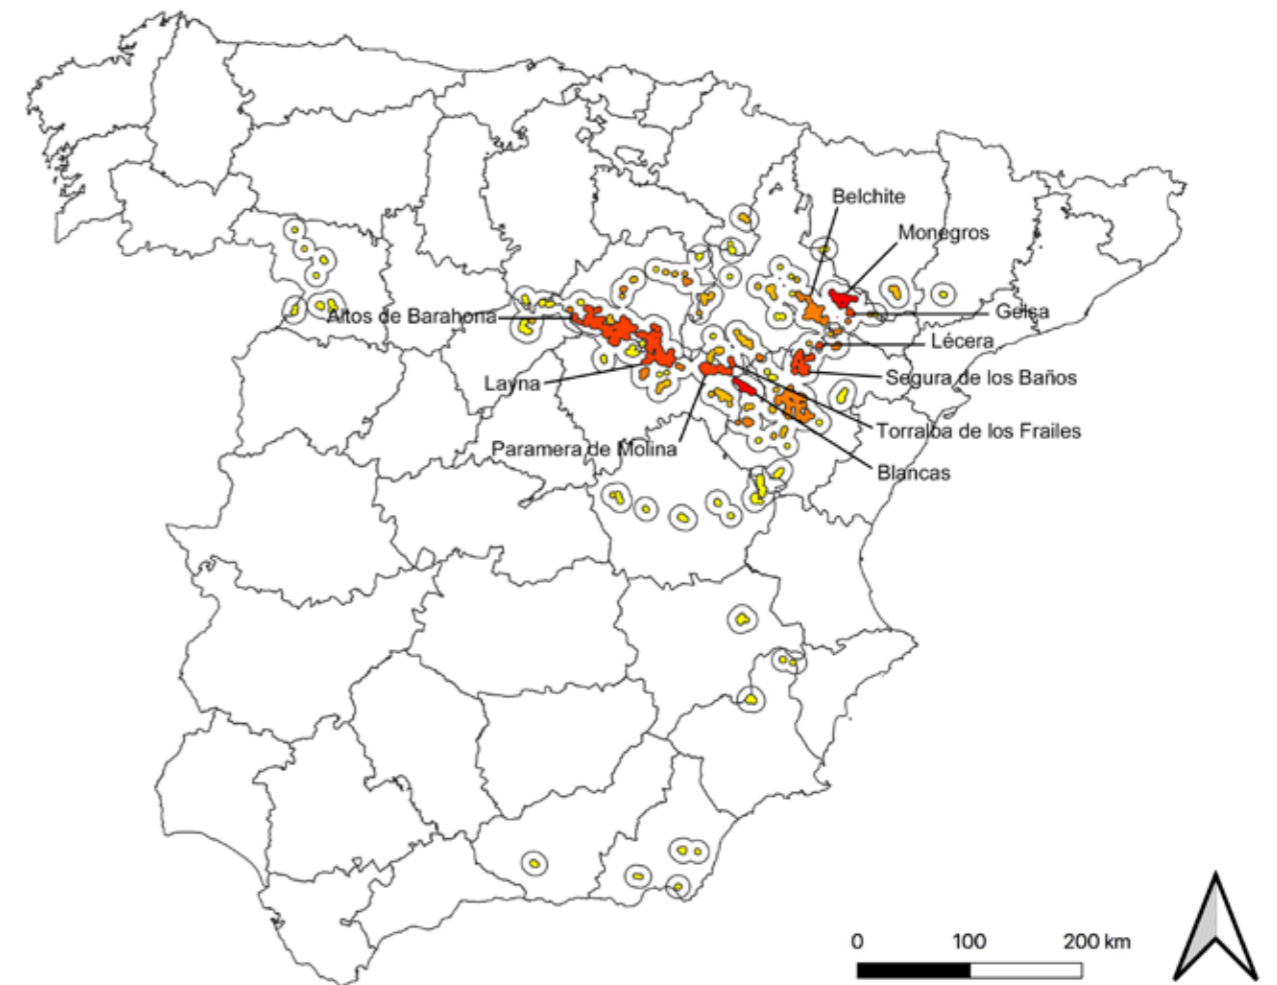 Belchite
Monegros
Altos de Barahona
Gelsa
Lécera
Layna
Segura de los Baños
Torralba de los Frailes
Paramera de Molina
Blancas
0 100 200 km